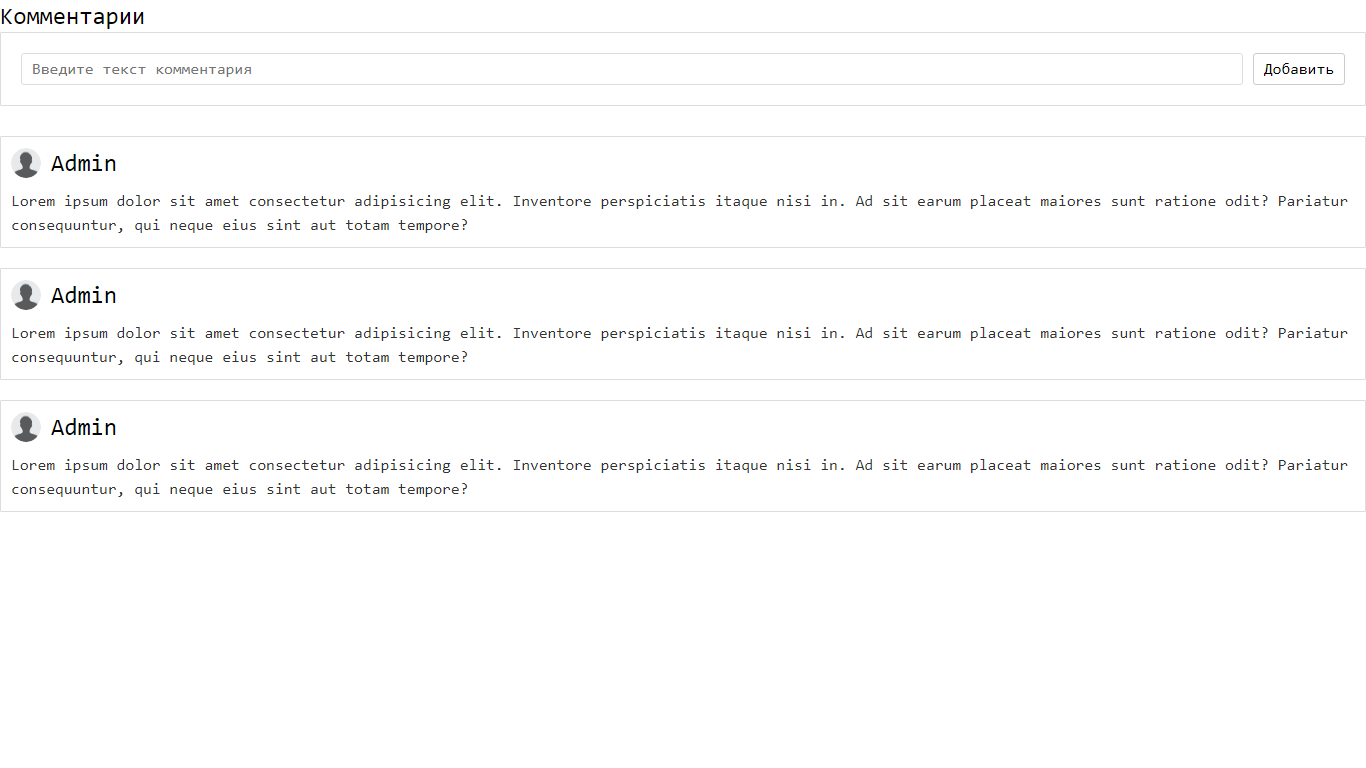 Комментарии
Введите текст комментария
Добавить
Admin
Lorem ipsum dolor sit amet consectetur adipisicing elit. Inventore perspiciatis itaque nisi in. Ad sit earum placeat maiores sunt ratione odit? Pariatur
consequuntur, qui neque eius sint aut totam tempore?
Admin
Lorem ipsum dolor sit amet consectetur adipisicing elit. Inventore perspiciatis itaque nisi in. Ad sit earum placeat maiores sunt ratione odit? Pariatur
consequuntur, qui neque eius sint aut totam tempore?
Admin
Lorem ipsum dolor sit amet consectetur adipisicing elit. Inventore perspiciatis itaque nisi in. Ad sit earum placeat maiores sunt ratione odit? Pariatur
consequuntur, qui neque eius sint aut totam tempore?